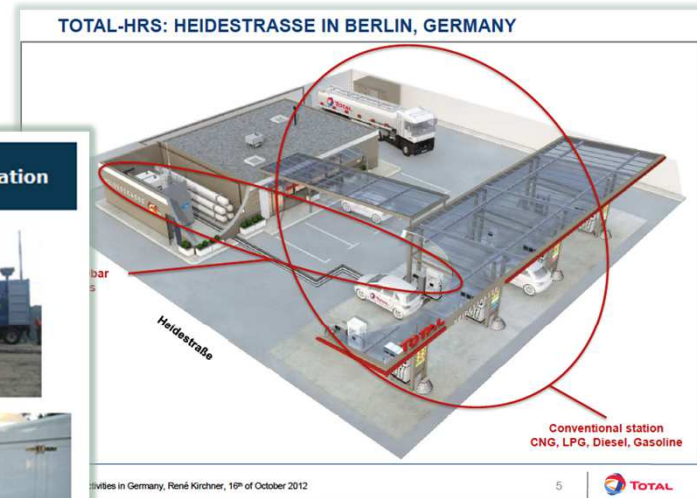 TOTAL-HRS: HEIDESTRASSE IN BERLIN, GERMANY
ation
TOTAL
bar
s
Heidestraße
TOTAL
Conventional station
CNG, LPG, Diesel, Gasoline
ctivities in Germany, René Kirchner, 16th of October 2012
5
TOTAL